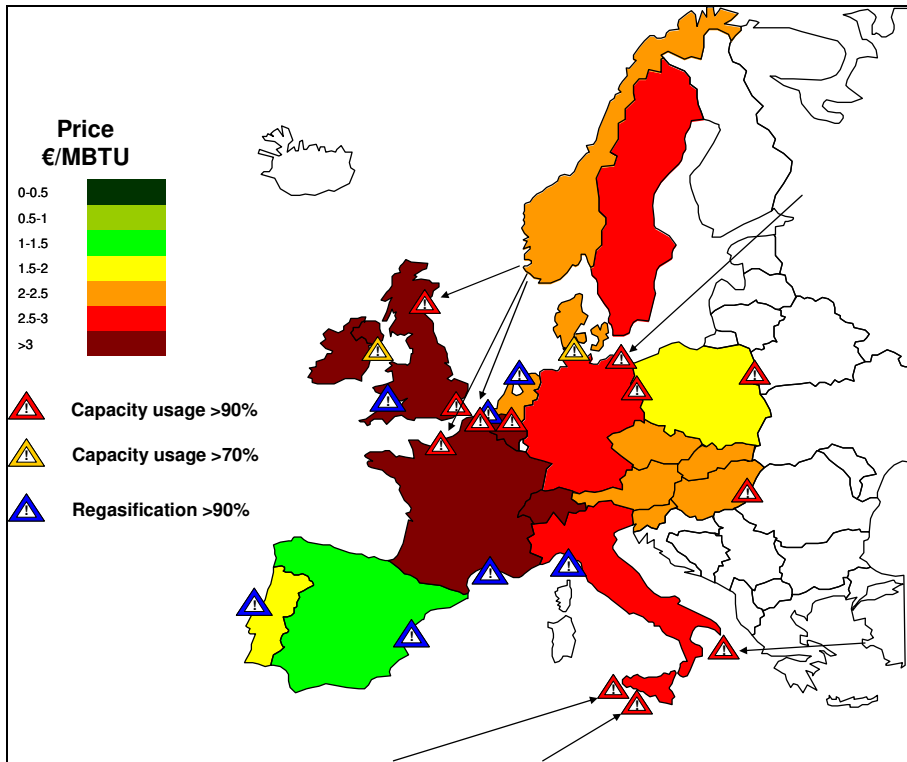 Price
€/MBTU
0-0.5
0.5-1
1-1.5
1.5-2
2-2.5
2.5-3
>3
Capacity usage >90%
Capacity usage >70%
Regasification >90%